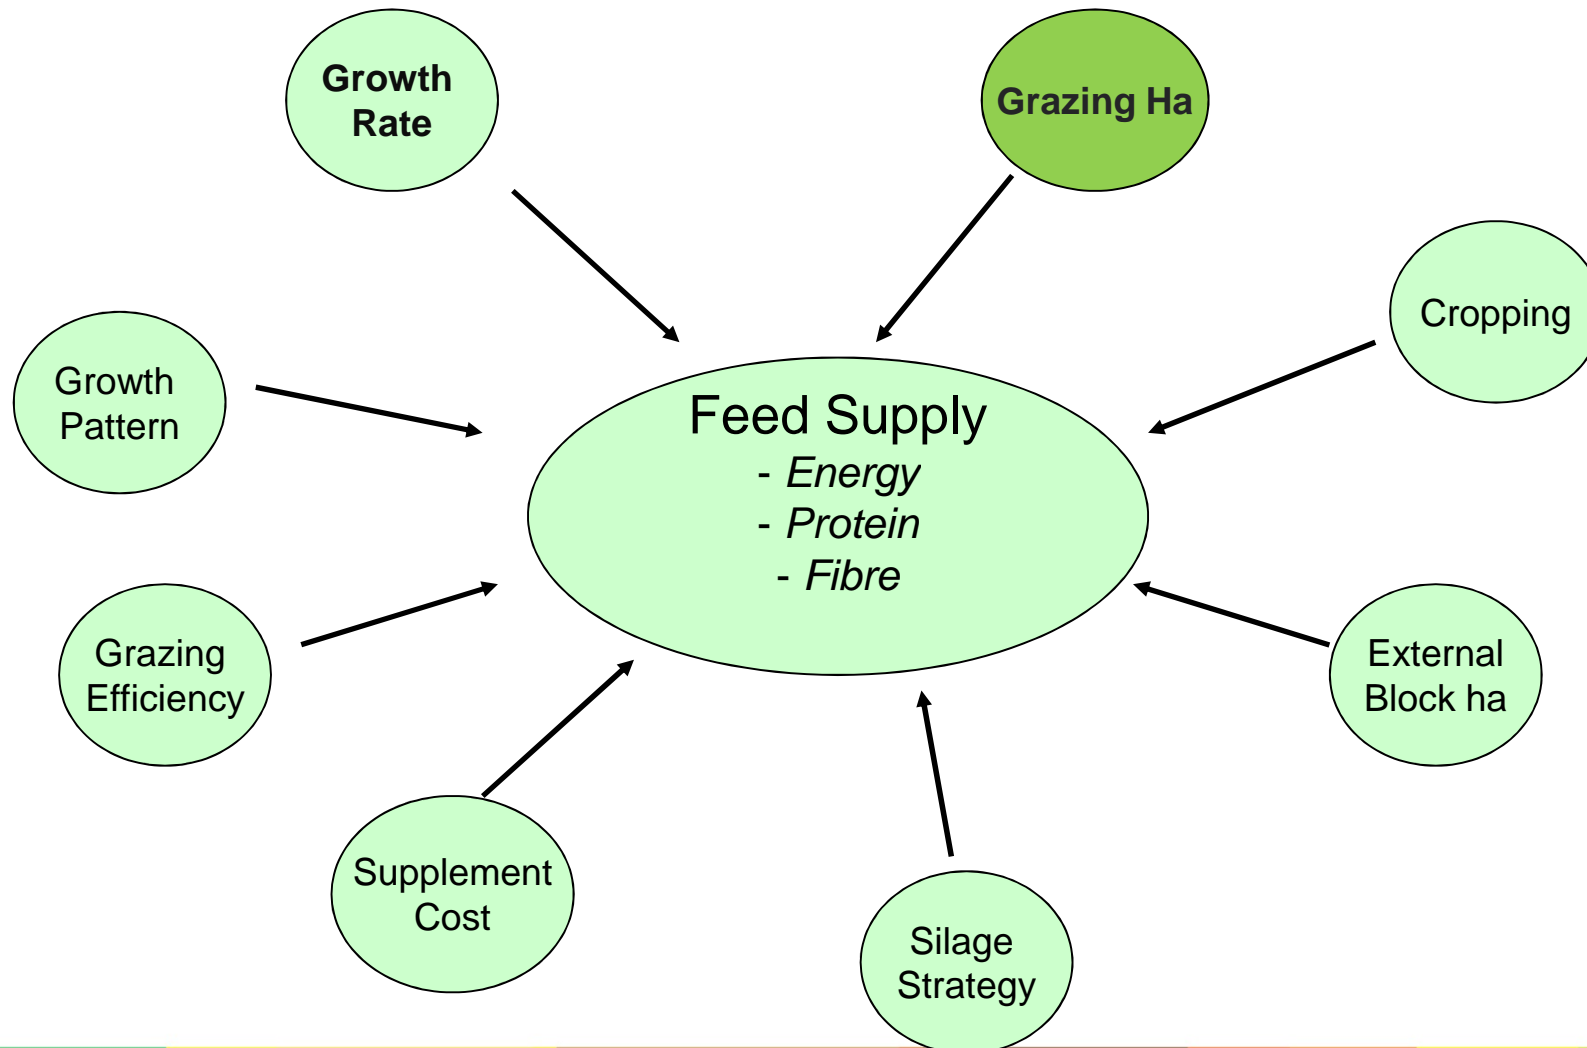 Growth
Rate
Grazing Ha
Cropping
Growth
Pattern
Feed Supply
- Energy
- Protein
- Fibre
Grazing
Efficiency
External
Block ha
Supplement
Cost
Silage
Strategy